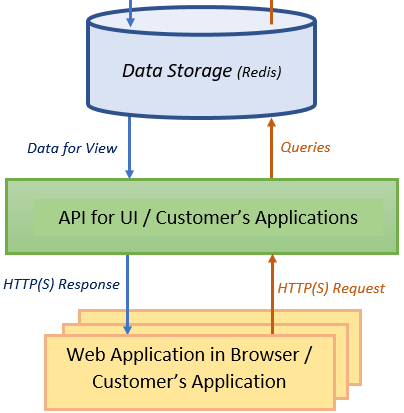 Data Storage (Redis)
Data for View
Queries
API for UI / Customer's Applications
HTTP(S) Response
HTTP(S) Request
Web Application in Browser /
Customer's Application